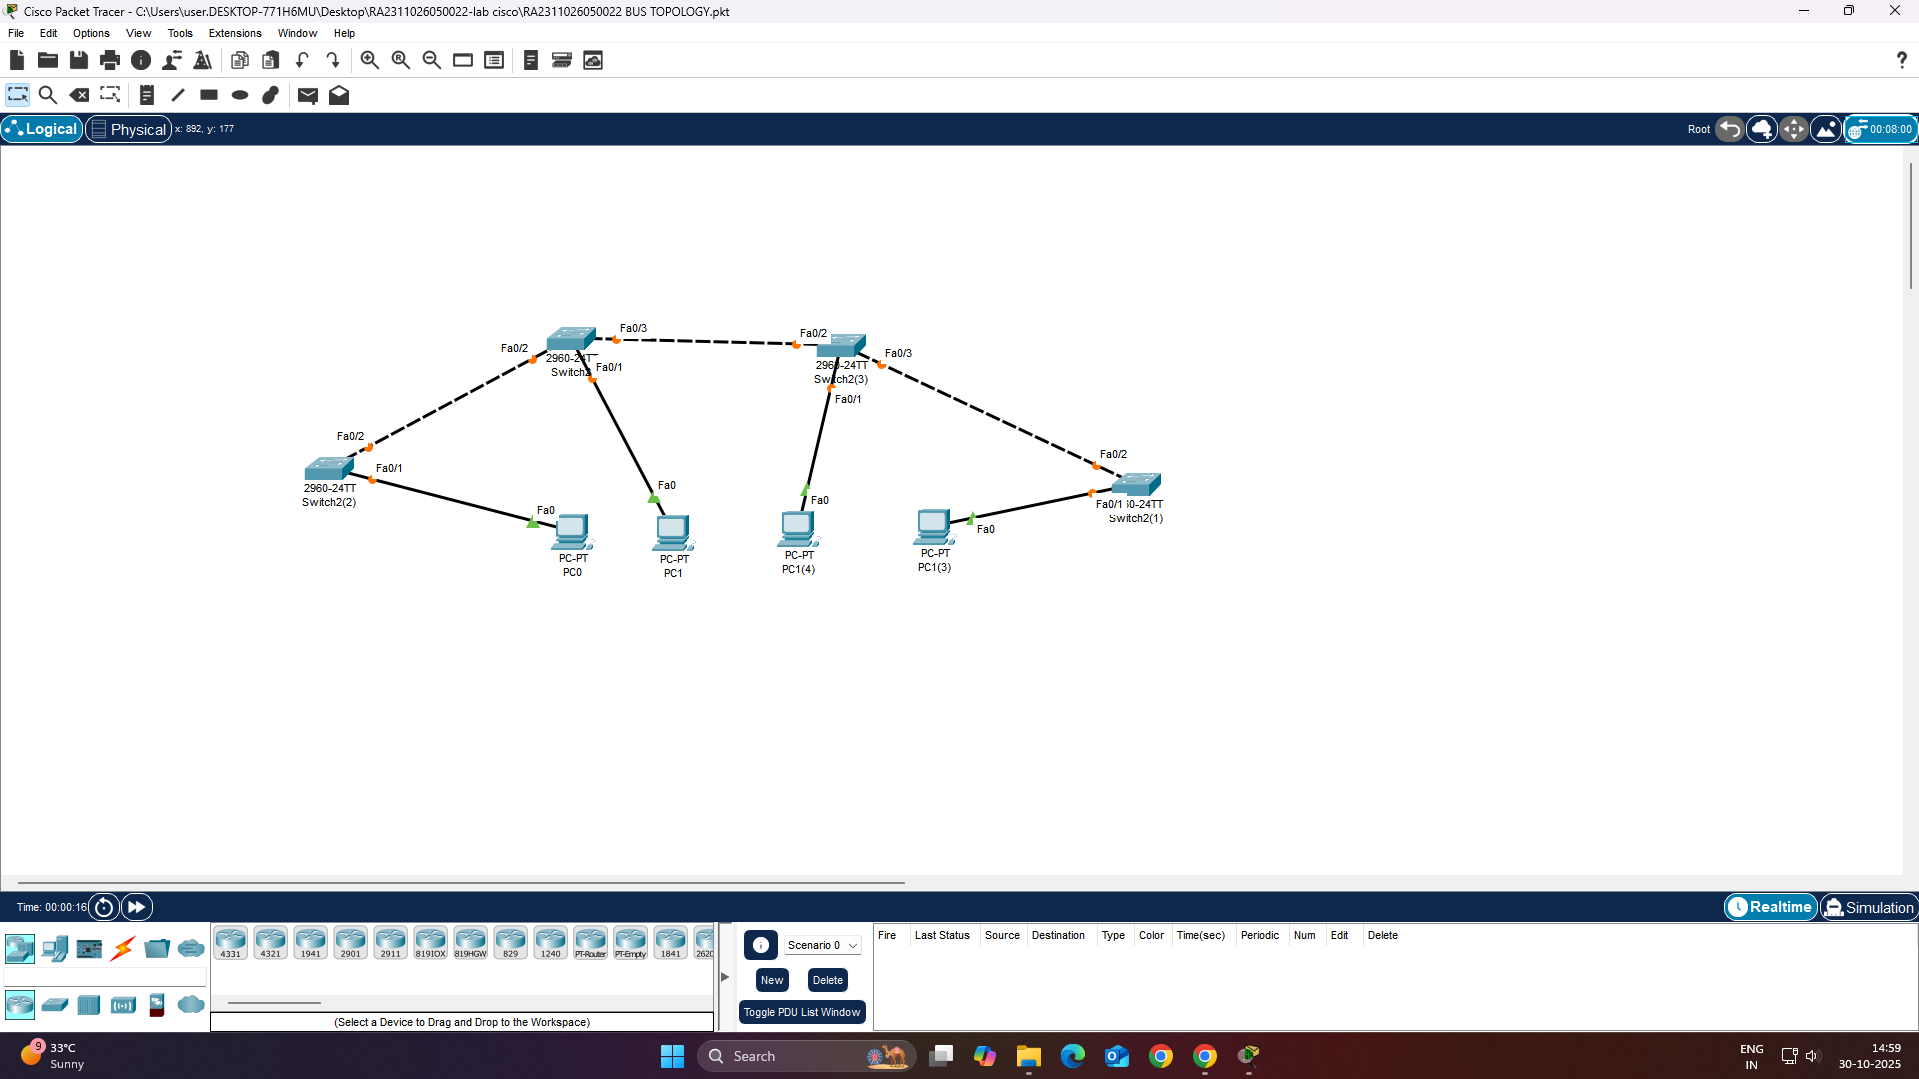 Cisco Packet Tracer - C:\Users\user.DESKTOP-771H6MU\Desktop\RA2311026050022-lab cisco\RA2311026050022 BUS TOPOLOGY.pkt
File Edit Options View Tools Extensions Window Help
Logical Physical x: 892, y: 177 Root 00:08:00
Fa0/3
Fa0/2
Fa0/2
Fa0/3
2960-24TT
Switch2
Fa0/1
2960-24TT
Switch2(3)
Fa0/1
Fa0/2
Fa0/1
2960-24TT
Switch2(2)
Fa0/2
Fa0/1 i0-24TT
Switch2(1)
Fa0
Fa0
Fa0
Fa0
PC-PT
PC0
PC-PT
PC1
PC-PT
PC1(4)
PC-PT
PC1(3)
Time: 00:00:16 Realtime Simulation
4331 4321 1941 2901 2911 819IOX 819HGW 829 1240 PT-Router PT-Empty 1841 2620
(Select a Device to Drag and Drop to the Workspace)
Scenario 0
New Delete
Toggle PDU List Window
Fire Last Status Source Destination Type Color Time(sec) Periodic Num Edit Delete
9 33°C
Sunny
Search
ENG
IN
14:59
30-10-2025